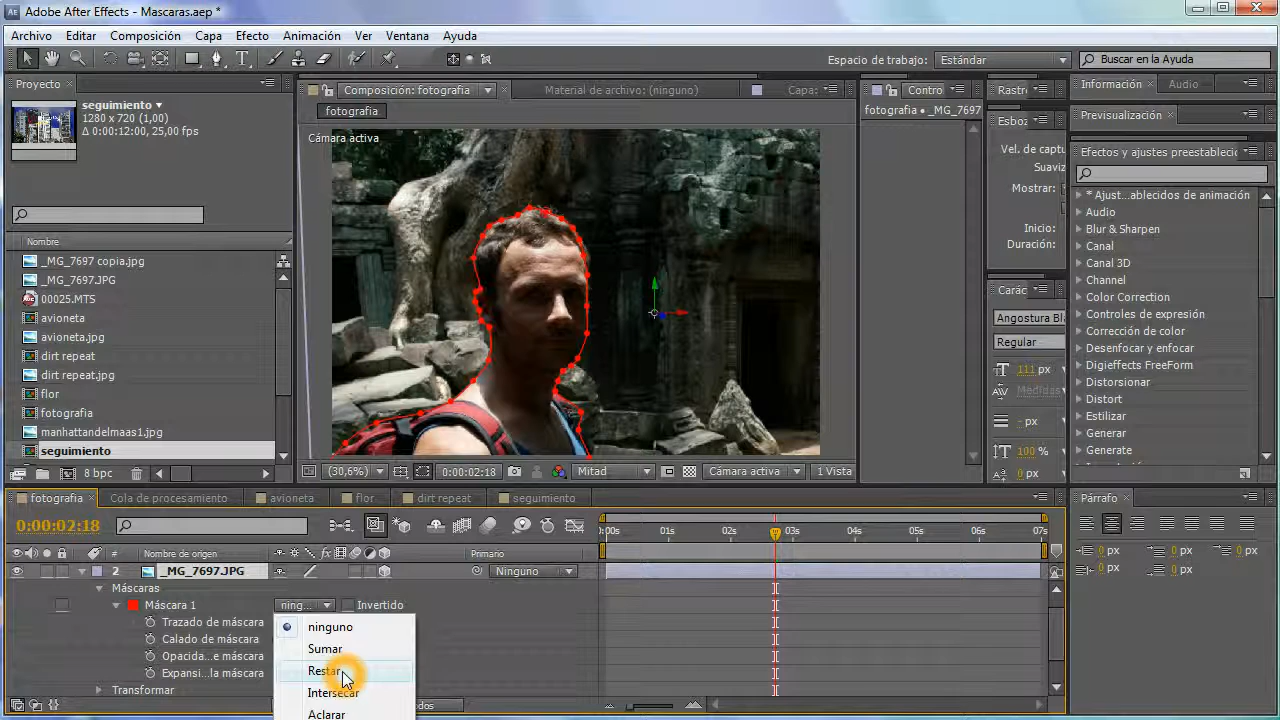 Adobe After Effects - Mascaras.aep *
Archivo Editar Composición Capa Efecto Animación Ver Ventana Ayuda
Espacio de trabajo: Estándar Buscar en la Ayuda
Proyecto
seguimiento
1280 x 720 (1,00)
Δ 0:00:12:00, 25,00 fps
Nombre
_MG_7697 copia.jpg
_MG_7697.JPG
00025.MTS
avioneta
avioneta.jpg
dirt repeat
dirt repeat.jpg
flor
fotografia
manhattandelmaas1.jpg
seguimiento
8 bpc
Composición: fotografia Material de archivo: (ninguno) Capa:
fotografia
Cámara activa
(30,6%) 0:00:02:18 Mitad Cámara activa 1 Vista
Contro
fotografia • _MG_7697
Rastre
Esboz
Vel. de captu
Suaviz
Mostrar:
Inicio:
Duración:
Carác
Angostura Bl
Regular
111 px
Medidas
- px
100 %
0 px
Información Audio
Previsualización
Efectos y ajustes preestableci
* Ajust...ablecidos de animación
Audio
Blur & Sharpen
Canal
Canal 3D
Channel
Color Correction
Controles de expresión
Corrección de color
Desenfocar y enfocar
Digieffects FreeForm
Distorsionar
Distort
Estilizar
Generar
Generate
fotografia Cola de procesamiento avioneta flor dirt repeat seguimiento
0:00:02:18
:00s 01s 02s 03s 04s 05s 06s 07s
# Nombre de origen Primario
2 _MG_7697.JPG Ninguno
Máscaras
Máscara 1 ning... Invertido
Trazado de máscara
Calado de máscara
Opacida...e máscara
Expansi...la máscara
Transformar
ninguno
Sumar
Restar
Intersecar
Aclarar
odos
Párrafo
0 px 0 px 0 px
0 px 0 px